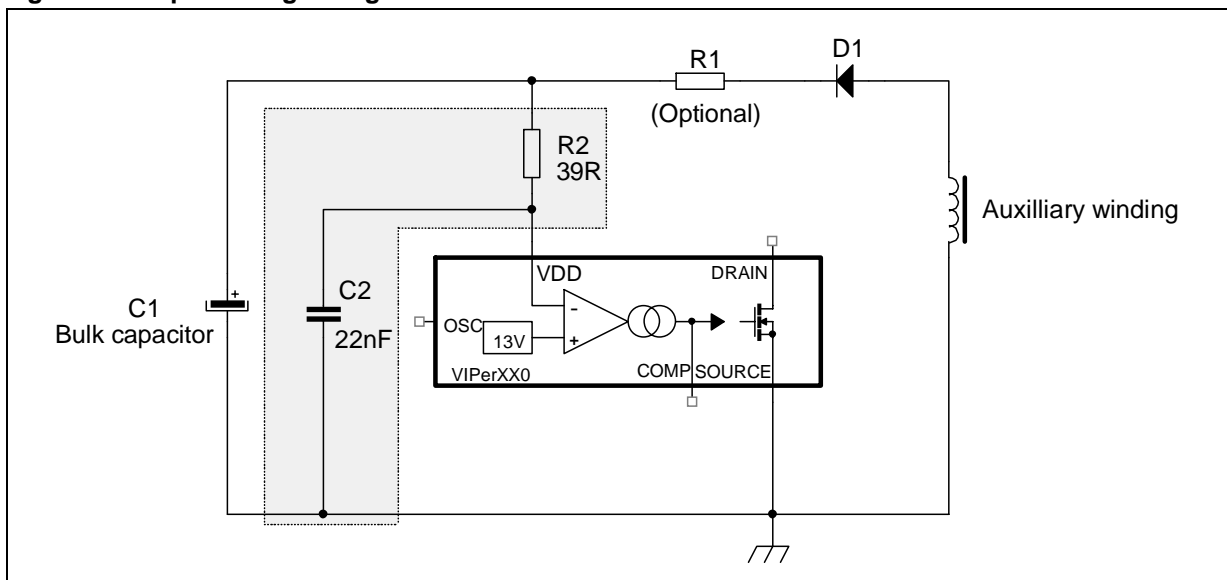 D1
R1
(Optional)
R2
39R
Auxilliary winding
VDD
DRAIN
C1
Bulk capacitor
+
C2
22nF
OSC
13V
-
+
VIPerXX0
COMP
SOURCE